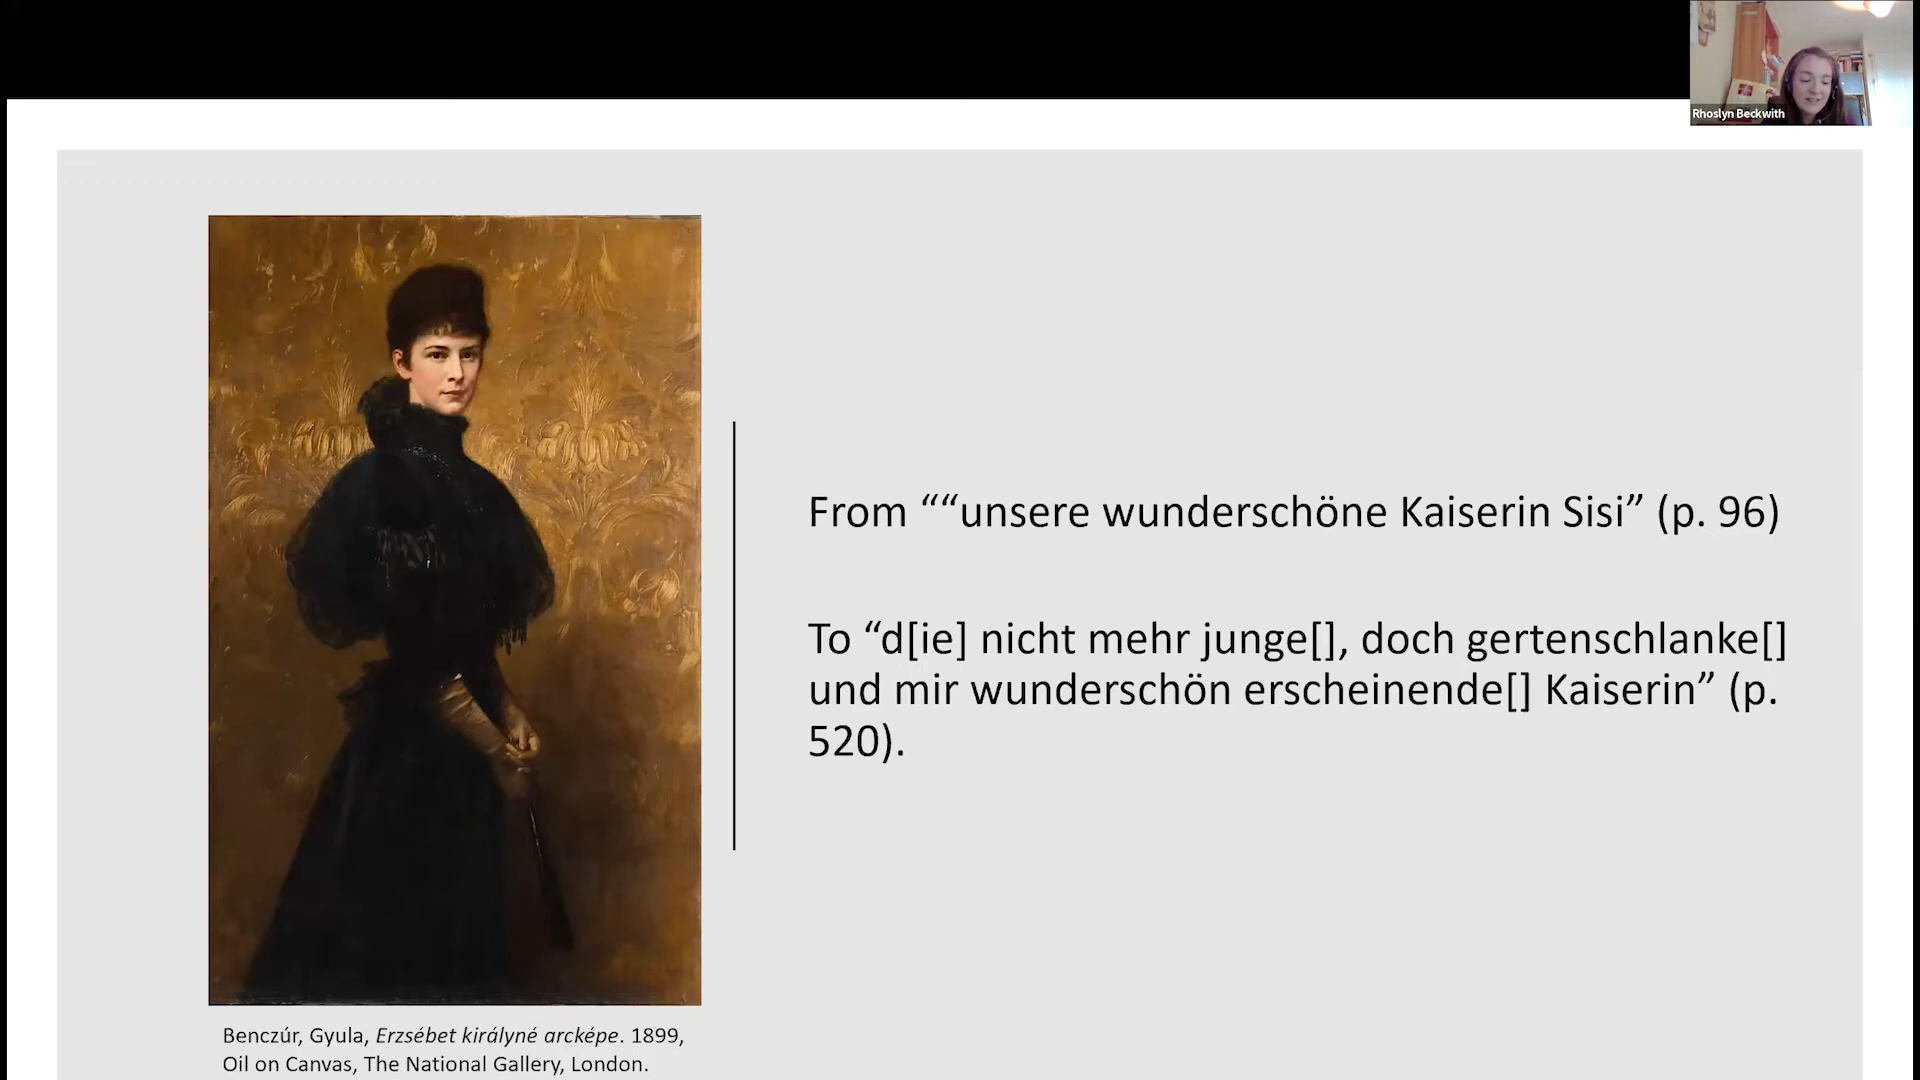 Rhoslyn Beckwith
From ““unsere wunderschöne Kaiserin Sisi” (p. 96)
To “d[ie] nicht mehr junge[], doch gertenschlanke[]
und mir wunderschön erscheinende[] Kaiserin” (p.
520).
Benczúr, Gyula, Erzsébet királyné arcképe. 1899,
Oil on Canvas, The National Gallery, London.